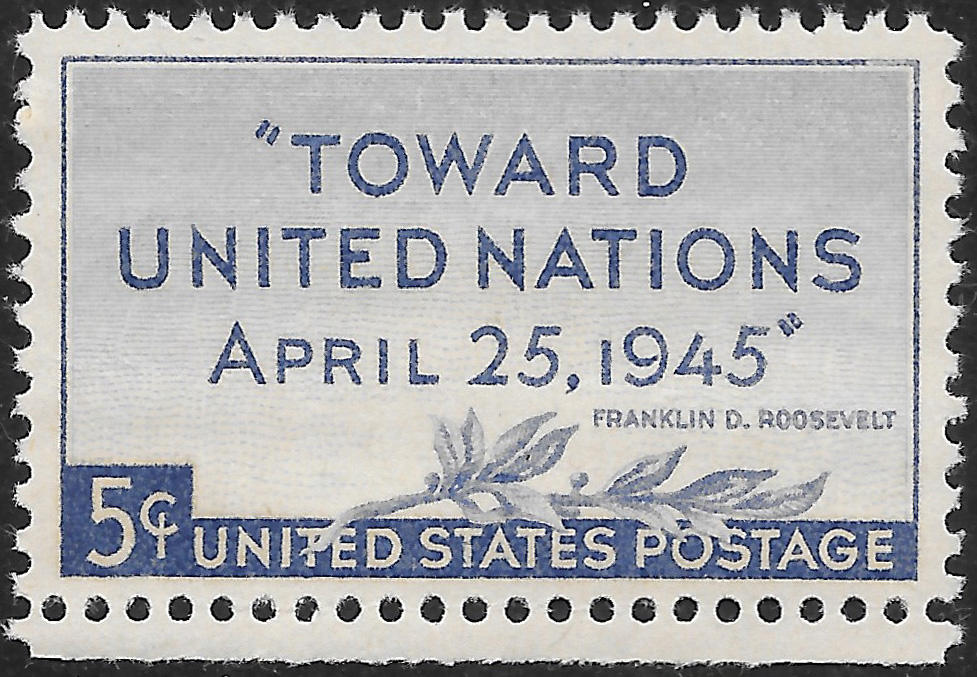 "TOWARD
UNITED NATIONS
APRIL 25, 1945"
FRANKLIN D. ROOSEVELT
5¢
UNITED STATES POSTAGE